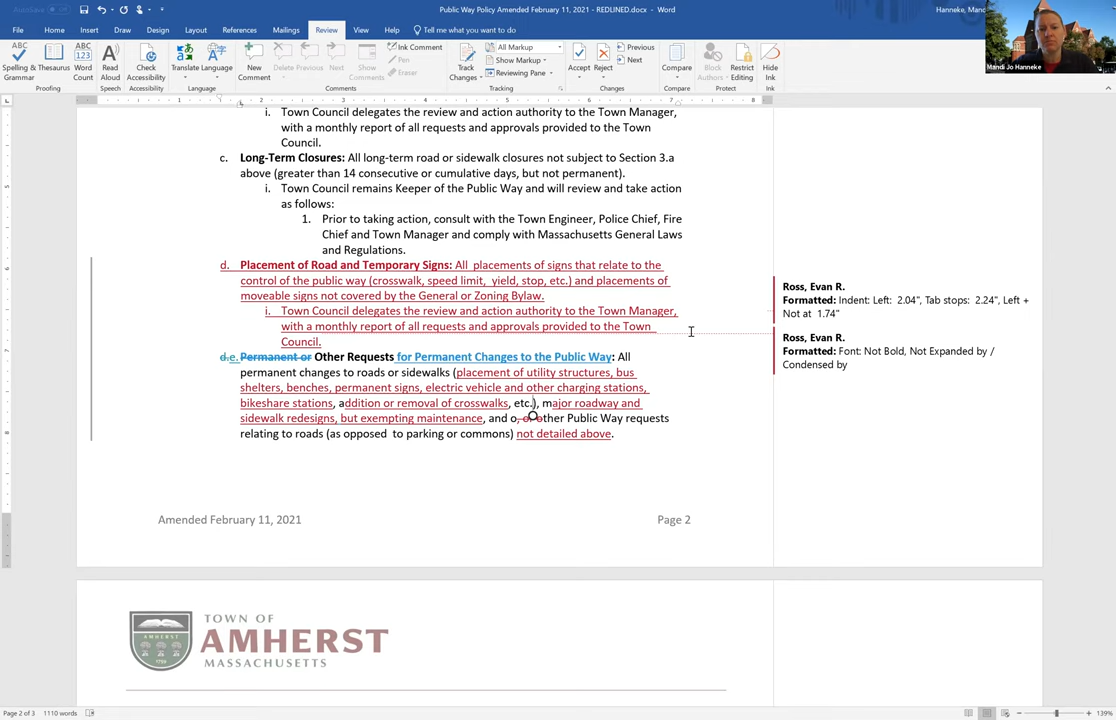 AutoSave Off
Public Way Policy Amended February 11, 2021 - REDLINED.docx - Word
Hanneke, Mand
File Home Insert Draw Design Layout References Mailings Review View Help Tell me what you want to do
Mandi Jo Hanneke
Spelling & Grammar
Thesaurus
Word Count
Proofing
Read Aloud
Speech
Check Accessibility
Accessibility
Translate
Language
Language
New Comment
Delete
Previous
Next
Show Comments
Ink Comment
Pen
Eraser
Comments
Track Changes
All Markup
Show Markup
Reviewing Pane
Tracking
Accept
Reject
Previous
Next
Changes
Compare
Compare
Block Authors
Restrict Editing
Protect
Hide Ink
Ink
1 2 3 4 5 6 7 8
i. Town Council delegates the review and action authority to the Town Manager,
with a monthly report of all requests and approvals provided to the Town
Council.
c. Long-Term Closures: All long-term road or sidewalk closures not subject to Section 3.a
above (greater than 14 consecutive or cumulative days, but not permanent).
i. Town Council remains Keeper of the Public Way and will review and take action
as follows:
1. Prior to taking action, consult with the Town Engineer, Police Chief, Fire
Chief and Town Manager and comply with Massachusetts General Laws
and Regulations.
d. Placement of Road and Temporary Signs: All placements of signs that relate to the
control of the public way (crosswalk, speed limit, yield, stop, etc.) and placements of
moveable signs not covered by the General or Zoning Bylaw.
i. Town Council delegates the review and action authority to the Town Manager,
with a monthly report of all requests and approvals provided to the Town
Council.
d.e. Permanent or Other Requests for Permanent Changes to the Public Way: All
permanent changes to roads or sidewalks (placement of utility structures, bus
shelters, benches, permanent signs, electric vehicle and other charging stations,
bikeshare stations, addition or removal of crosswalks, etc.), major roadway and
sidewalk redesigns, but exempting maintenance, and o, or other Public Way requests
relating to roads (as opposed to parking or commons) not detailed above.
Ross, Evan R.
Formatted: Indent: Left: 2.04", Tab stops: 2.24", Left +
Not at 1.74"
Ross, Evan R.
Formatted: Font: Not Bold, Not Expanded by /
Condensed by
Amended February 11, 2021 Page 2
TOWN OF
AMHERST
MASSACHUSETTS
Page 2 of 3 1110 words
139%